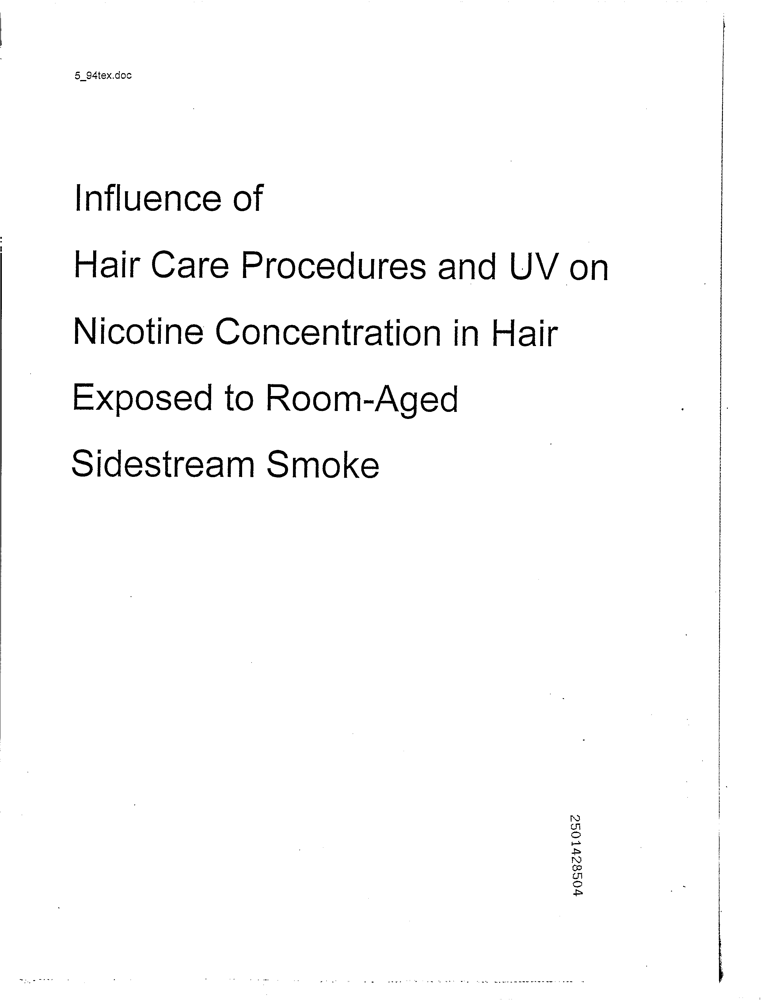 5_94tex.doc
Influence of
Hair Care Procedures and UV on
Nicotine Concentration in Hair
Exposed to Room-Aged
Sidestream Smoke
2501428504